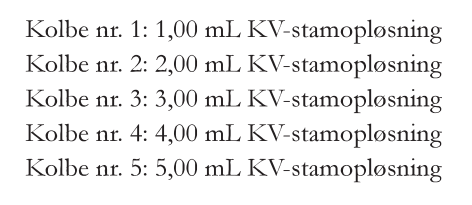 Kolbe nr. 1: 1,00 mL KV-stamopløsning
Kolbe nr. 2: 2,00 mL KV-stamopløsning
Kolbe nr. 3: 3,00 mL KV-stamopløsning
Kolbe nr. 4: 4,00 mL KV-stamopløsning
Kolbe nr. 5: 5,00 mL KV-stamopløsning